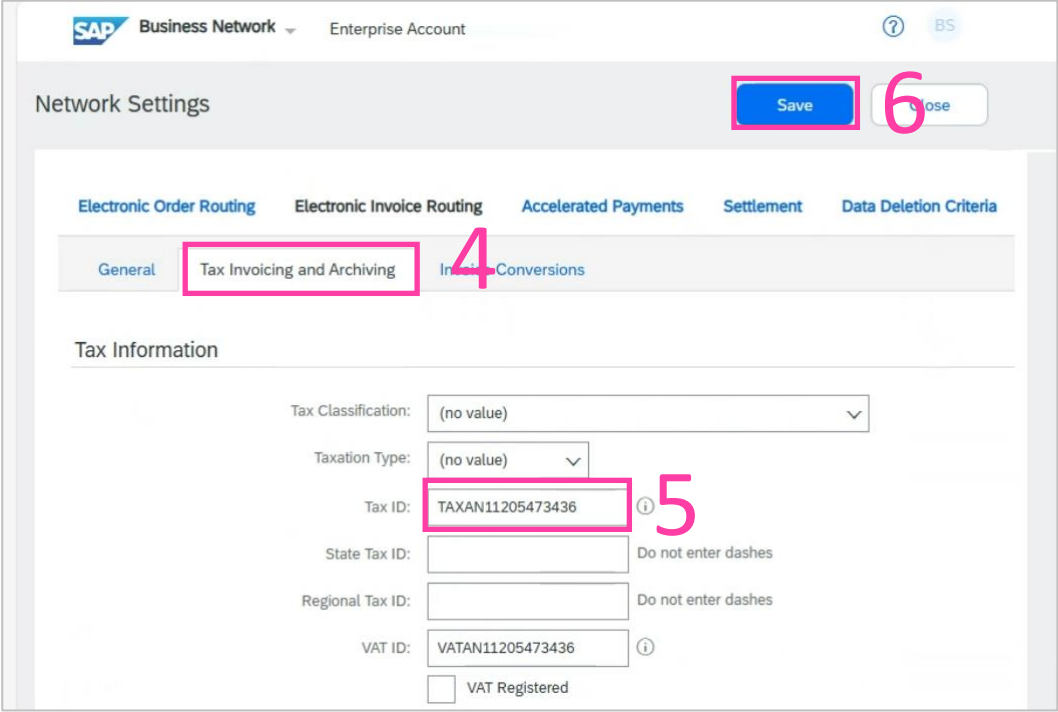 SAP Business Network Enterprise Account ? BS
Network Settings Save 6 Close
Electronic Order Routing Electronic Invoice Routing Accelerated Payments Settlement Data Deletion Criteria
4
General Tax Invoicing and Archiving Invoice Conversions
Tax Information
Tax Classification: (no value)
Taxation Type: (no value)
Tax ID: TAXAN11205473436 i 5
State Tax ID: Do not enter dashes
Regional Tax ID: Do not enter dashes
VAT ID: VATAN11205473436 i
VAT Registered